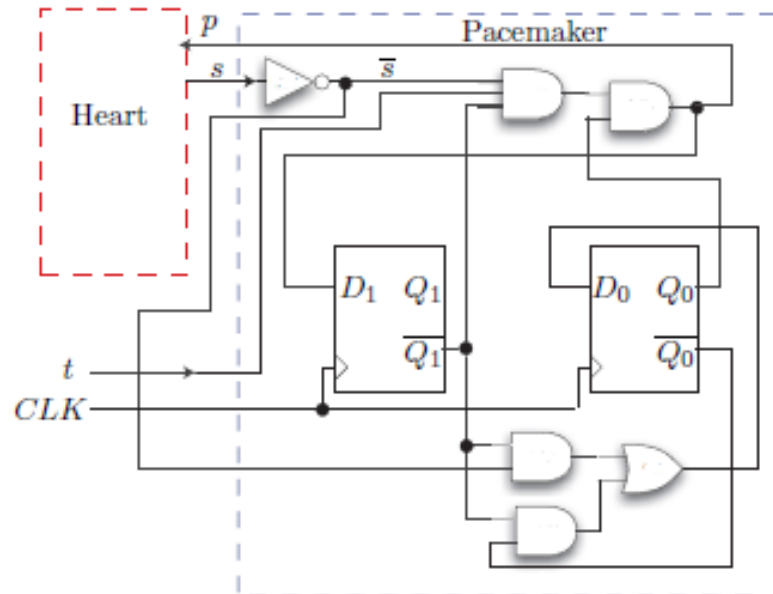 p
Pacemaker
s
s̅
Heart
D₁ Q₁
D₀ Q₀
Q̅₁
Q̅₀
t
CLK